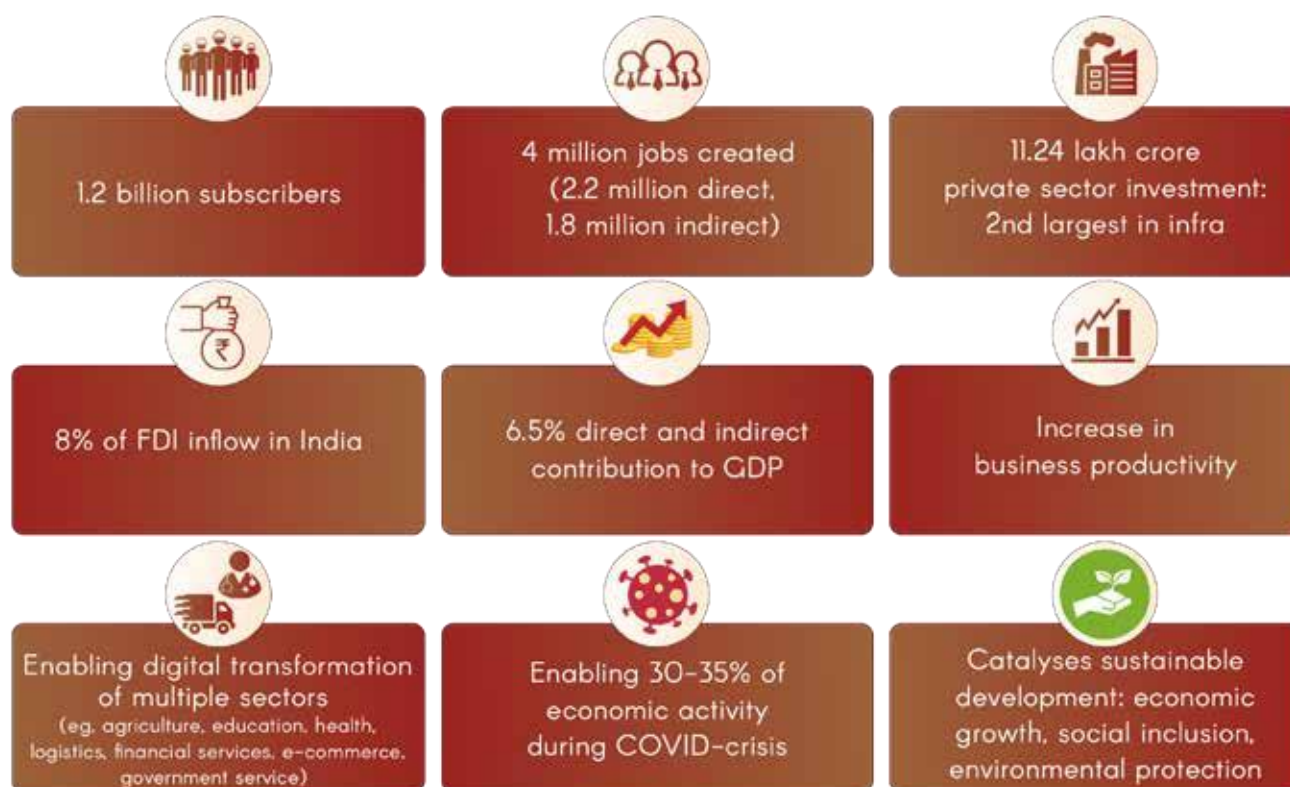 1.2 billion subscribers
4 million jobs created
(2.2 million direct,
1.8 million indirect)
11.24 lakh crore
private sector investment:
2nd largest in infra
₹
8% of FDI inflow in India
6.5% direct and indirect
contribution to GDP
Increase in
business productivity
Enabling digital transformation
of multiple sectors
(eg. agriculture, education, health,
logistics, financial services, e-commerce,
government service)
Enabling 30-35% of
economic activity
during COVID-crisis
Catalyses sustainable
development: economic
growth, social inclusion,
environmental protection